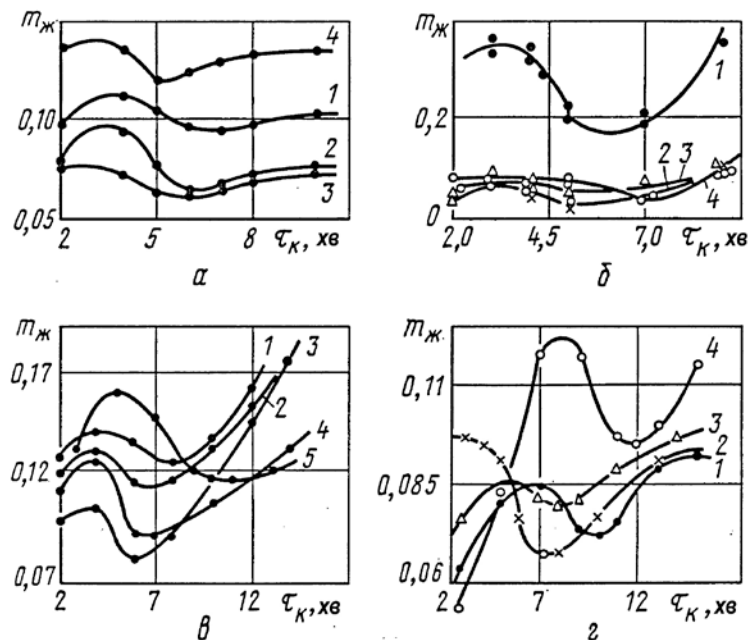 m_ж
4
0,10
1
2
3
0,05
2 5 8 τ_к, хв
а
m_ж
1
0,2
2 3
4
0
2,0 4,5 7,0 τ_к, хв
б
m_ж
1 3
0,17
2
4
0,12
5
0,07
2 7 12 τ_к, хв
в
m_ж
4
0,11
3
2
0,085
1
0,06
2 7 12 τ_к, хв
г